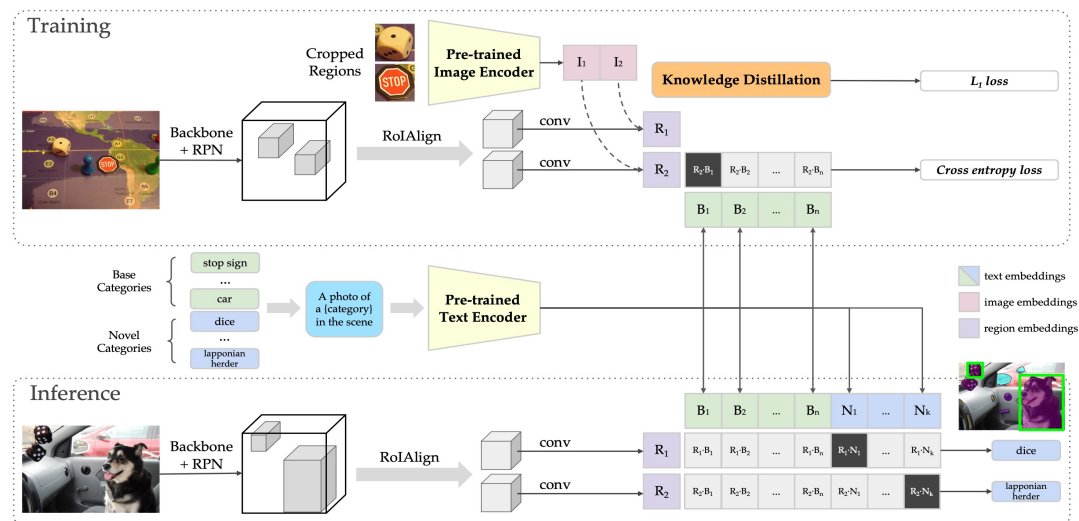 Training
Cropped
Regions
STOP
Pre-trained
Image Encoder
I₁ I₂
Knowledge Distillation
L₁ loss
Backbone
+ RPN
RoIAlign
conv
conv
R₁
R₂
R₂·B₁ R₂·B₂ ... R₂·Bₙ
Cross entropy loss
STOP
B₁ B₂ ... Bₙ
Base
Categories
stop sign
...
car
Novel
Categories
dice
...
lapponian
herder
A photo of
a {category}
in the scene
Pre-trained
Text Encoder
text embeddings
image embeddings
region embeddings
Inference
Backbone
+ RPN
RoIAlign
conv
conv
B₁ B₂ ... Bₙ N₁ ... Nₖ
R₁ R₁·B₁ R₁·B₂ ... R₁·Bₙ R₁·N₁ ... R₁·Nₖ
dice
R₂ R₂·B₁ R₂·B₂ ... R₂·Bₙ R₂·N₁ ... R₂·Nₖ
lapponian
herder